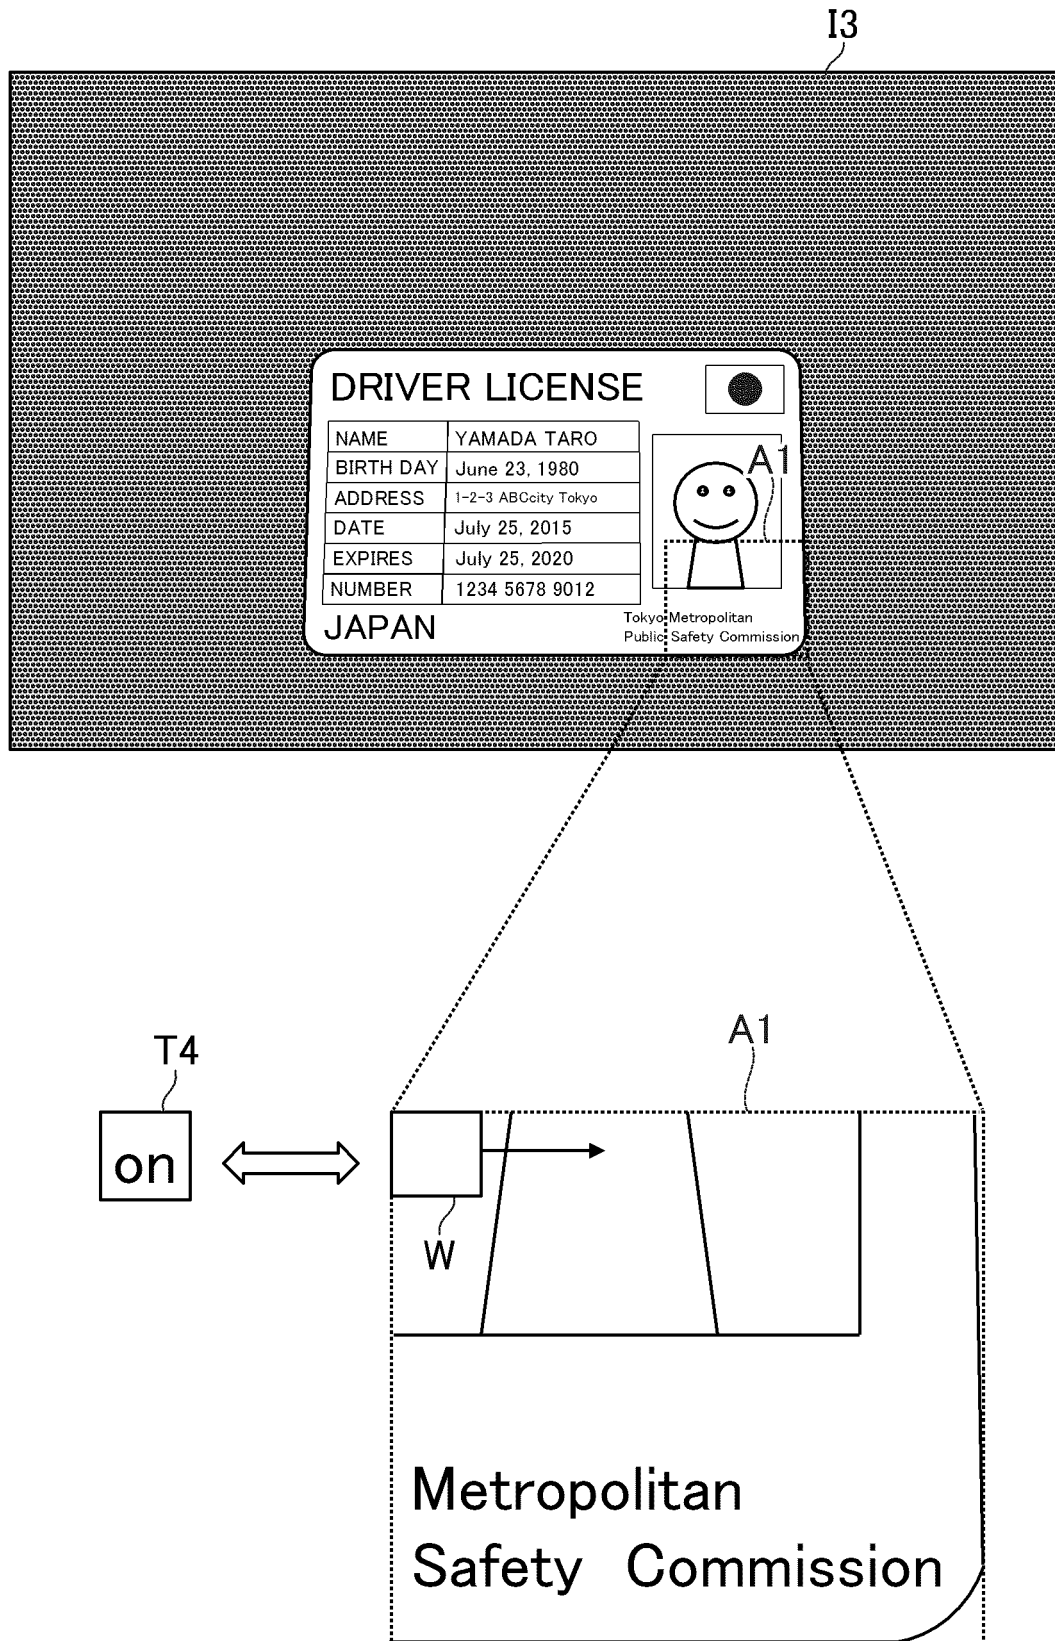 I3
DRIVER LICENSE
NAME YAMADA TARO
BIRTH DAY June 23, 1980
ADDRESS 1-2-3 ABCcity Tokyo
DATE July 25, 2015
EXPIRES July 25, 2020
NUMBER 1234 5678 9012
A1
JAPAN
Tokyo Metropolitan
Public Safety Commission
T4
on
A1
W
Metropolitan
Safety Commission